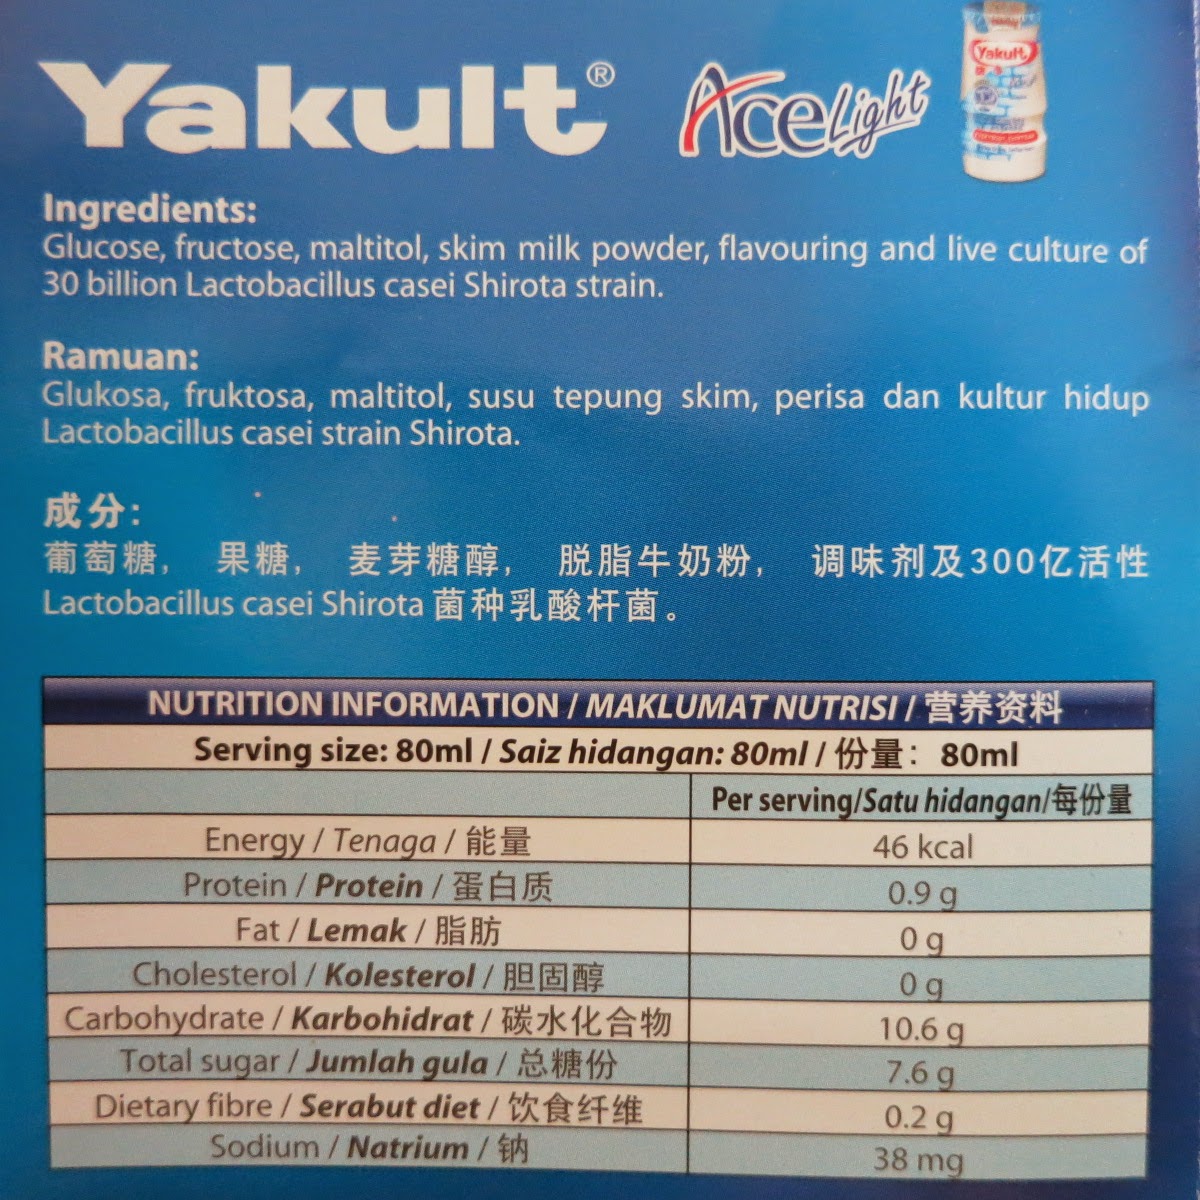 Yakult®
AceLight
Yakult
Ingredients:
Glucose, fructose, maltitol, skim milk powder, flavouring and live culture of
30 billion Lactobacillus casei Shirota strain.
Ramuan:
Glukosa, fruktosa, maltitol, susu tepung skim, perisa dan kultur hidup
Lactobacillus casei strain Shirota.
成分:
葡萄糖, 果糖, 麦芽糖醇, 脱脂牛奶粉, 调味剂及300亿活性
Lactobacillus casei Shirota 菌种乳酸杆菌。
NUTRITION INFORMATION / MAKLUMAT NUTRISI / 营养资料
Serving size: 80ml / Saiz hidangan: 80ml / 份量: 80ml
Per serving/Satu hidangan/每份量
Energy / Tenaga / 能量 46 kcal
Protein / Protein / 蛋白质 0.9 g
Fat / Lemak / 脂肪 0 g
Cholesterol / Kolesterol / 胆固醇 0 g
Carbohydrate / Karbohidrat / 碳水化合物 10.6 g
Total sugar / Jumlah gula / 总糖份 7.6 g
Dietary fibre / Serabut diet / 饮食纤维 0.2 g
Sodium / Natrium / 钠 38 mg